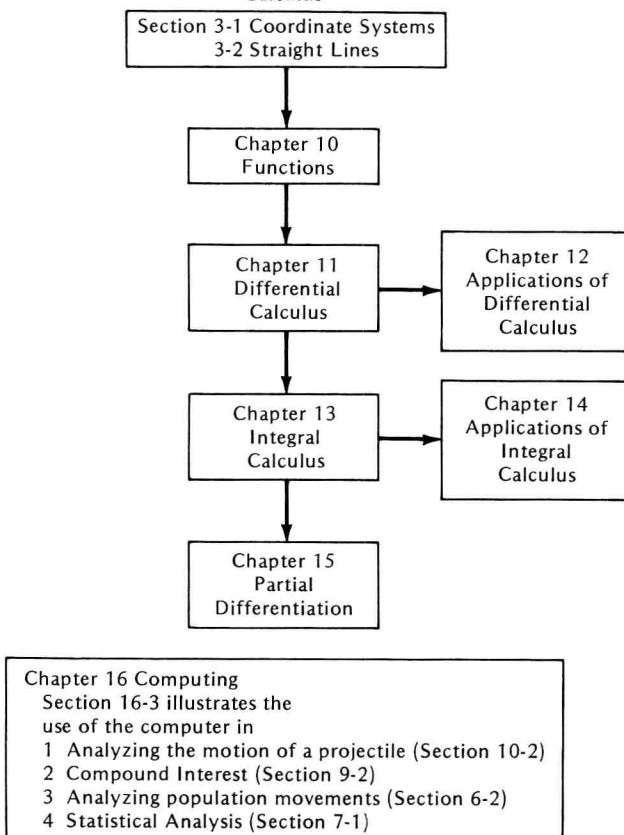 Section 3-1 Coordinate Systems
3-2 Straight Lines
Chapter 10
Functions
Chapter 11
Differential
Calculus
Chapter 12
Applications of
Differential
Calculus
Chapter 13
Integral
Calculus
Chapter 14
Applications of
Integral
Calculus
Chapter 15
Partial
Differentiation
Chapter 16 Computing
Section 16-3 illustrates the
use of the computer in
1 Analyzing the motion of a projectile (Section 10-2)
2 Compound Interest (Section 9-2)
3 Analyzing population movements (Section 6-2)
4 Statistical Analysis (Section 7-1)